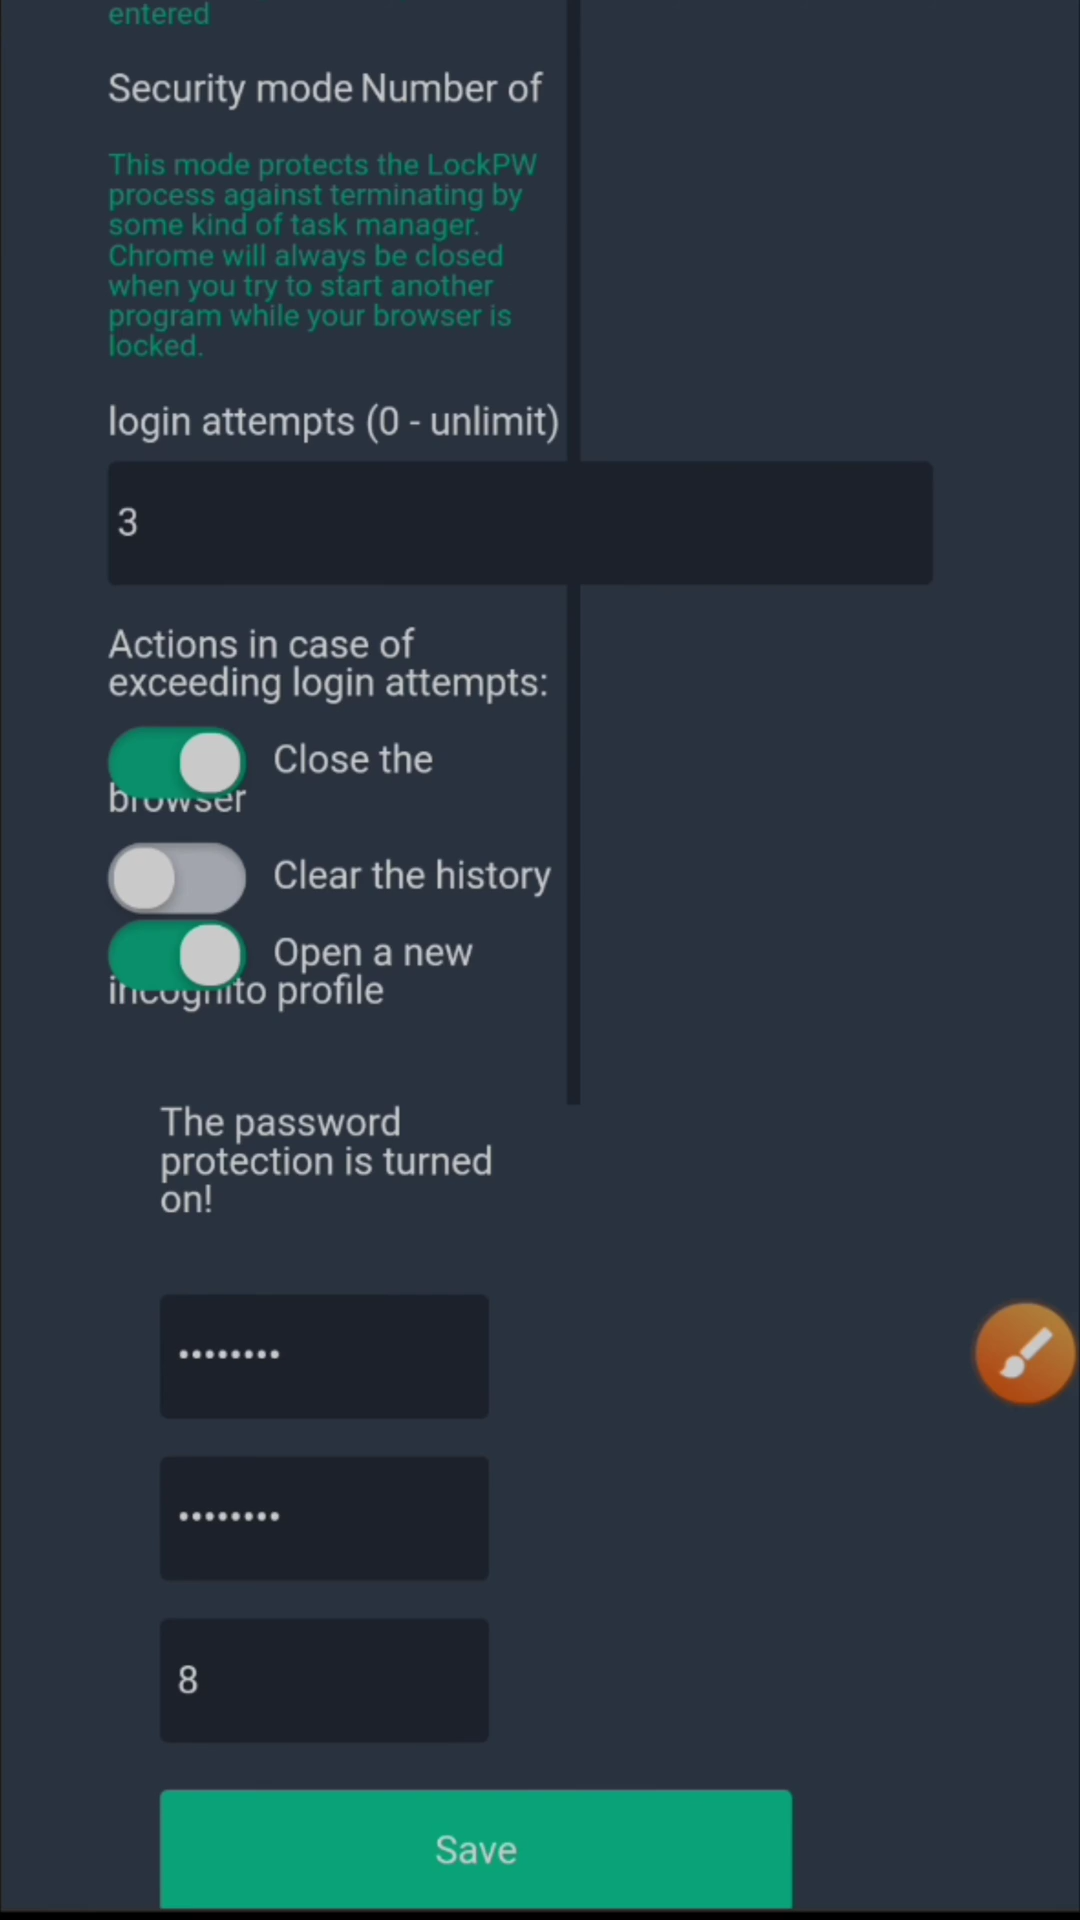 entered
Security mode Number of
This mode protects the LockPW
process against terminating by
some kind of task manager.
Chrome will always be closed
when you try to start another
program while your browser is
locked.
login attempts (0 - unlimit)
3
Actions in case of
exceeding login attempts:
Close the
browser
Clear the history
Open a new
incognito profile
The password
protection is turned
on!
••••••••
••••••••
8
Save